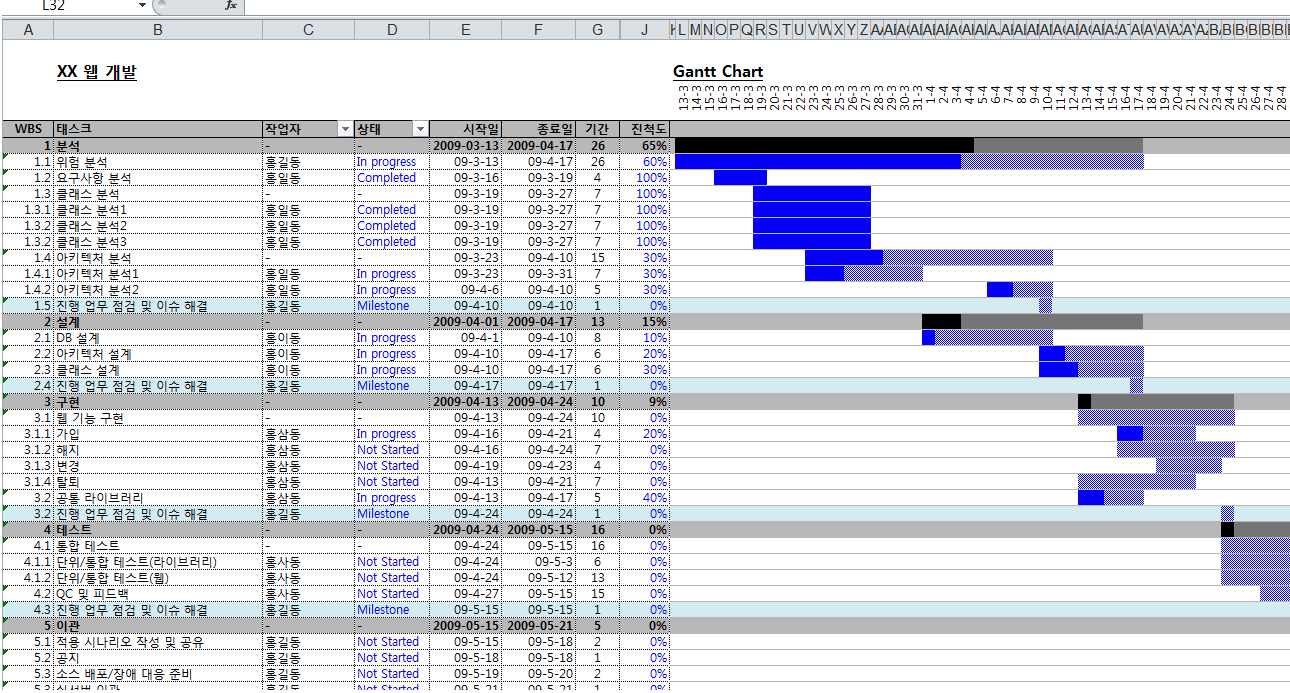 L32 fx
A B C D E F G J
XX 웹 개발 Gantt Chart
13-3 14-3 15-3 16-3 17-3 18-3 19-3 20-3 21-3 22-3 23-3 24-3 25-3 26-3 27-3 28-3 29-3 30-3 31-3 1-4 2-4 3-4 4-4 5-4 6-4 7-4 8-4 9-4 10-4 11-4 12-4 13-4 14-4 15-4 16-4 17-4 18-4 19-4 20-4 21-4 22-4 23-4 24-4 25-4 26-4 27-4 28-4
WBS 태스크 작업자 상태 시작일 종료일 기간 진척도
1 분석 - - 2009-03-13 2009-04-17 26 65%
1.1 위험 분석 홍길동 In progress 09-3-13 09-4-17 26 60%
1.2 요구사항 분석 홍일동 Completed 09-3-16 09-3-19 4 100%
1.3 클래스 분석 - - 09-3-19 09-3-27 7 100%
1.3.1 클래스 분석1 홍일동 Completed 09-3-19 09-3-27 7 100%
1.3.2 클래스 분석2 홍일동 Completed 09-3-19 09-3-27 7 100%
1.3.2 클래스 분석3 홍일동 Completed 09-3-19 09-3-27 7 100%
1.4 아키텍처 분석 - - 09-3-23 09-4-10 15 30%
1.4.1 아키텍처 분석1 홍일동 In progress 09-3-23 09-3-31 7 30%
1.4.2 아키텍처 분석2 홍일동 In progress 09-4-6 09-4-10 5 30%
1.5 진행 업무 점검 및 이슈 해결 홍길동 Milestone 09-4-10 09-4-10 1 0%
2 설계 - - 2009-04-01 2009-04-17 13 15%
2.1 DB 설계 홍이동 In progress 09-4-1 09-4-10 8 10%
2.2 아키텍처 설계 홍이동 In progress 09-4-10 09-4-17 6 20%
2.3 클래스 설계 홍이동 In progress 09-4-10 09-4-17 6 30%
2.4 진행 업무 점검 및 이슈 해결 홍길동 Milestone 09-4-17 09-4-17 1 0%
3 구현 - - 2009-04-13 2009-04-24 10 9%
3.1 웹 기능 구현 - - 09-4-13 09-4-24 10 0%
3.1.1 가입 홍삼동 In progress 09-4-16 09-4-21 4 20%
3.1.2 해지 홍삼동 Not Started 09-4-16 09-4-24 7 0%
3.1.3 변경 홍삼동 Not Started 09-4-19 09-4-23 4 0%
3.1.4 탈퇴 홍삼동 Not Started 09-4-13 09-4-21 7 0%
3.2 공통 라이브러리 홍삼동 In progress 09-4-13 09-4-17 5 40%
3.2 진행 업무 점검 및 이슈 해결 홍길동 Milestone 09-4-24 09-4-24 1 0%
4 테스트 - - 2009-04-24 2009-05-15 16 0%
4.1 통합 테스트 - - 09-4-24 09-5-15 16 0%
4.1.1 단위/통합 테스트(라이브러리) 홍사동 Not Started 09-4-24 09-5-3 6 0%
4.1.2 단위/통합 테스트(웹) 홍사동 Not Started 09-4-24 09-5-12 13 0%
4.2 QC 및 피드백 홍사동 Not Started 09-4-27 09-5-15 15 0%
4.3 진행 업무 점검 및 이슈 해결 홍길동 Milestone 09-5-15 09-5-15 1 0%
5 이관 - - 2009-05-15 2009-05-21 5 0%
5.1 적용 시나리오 작성 및 공유 홍길동 Not Started 09-5-15 09-5-18 2 0%
5.2 공지 홍길동 Not Started 09-5-18 09-5-18 1 0%
5.3 소스 배포/장애 대응 준비 홍길동 Not Started 09-5-19 09-5-20 2 0%